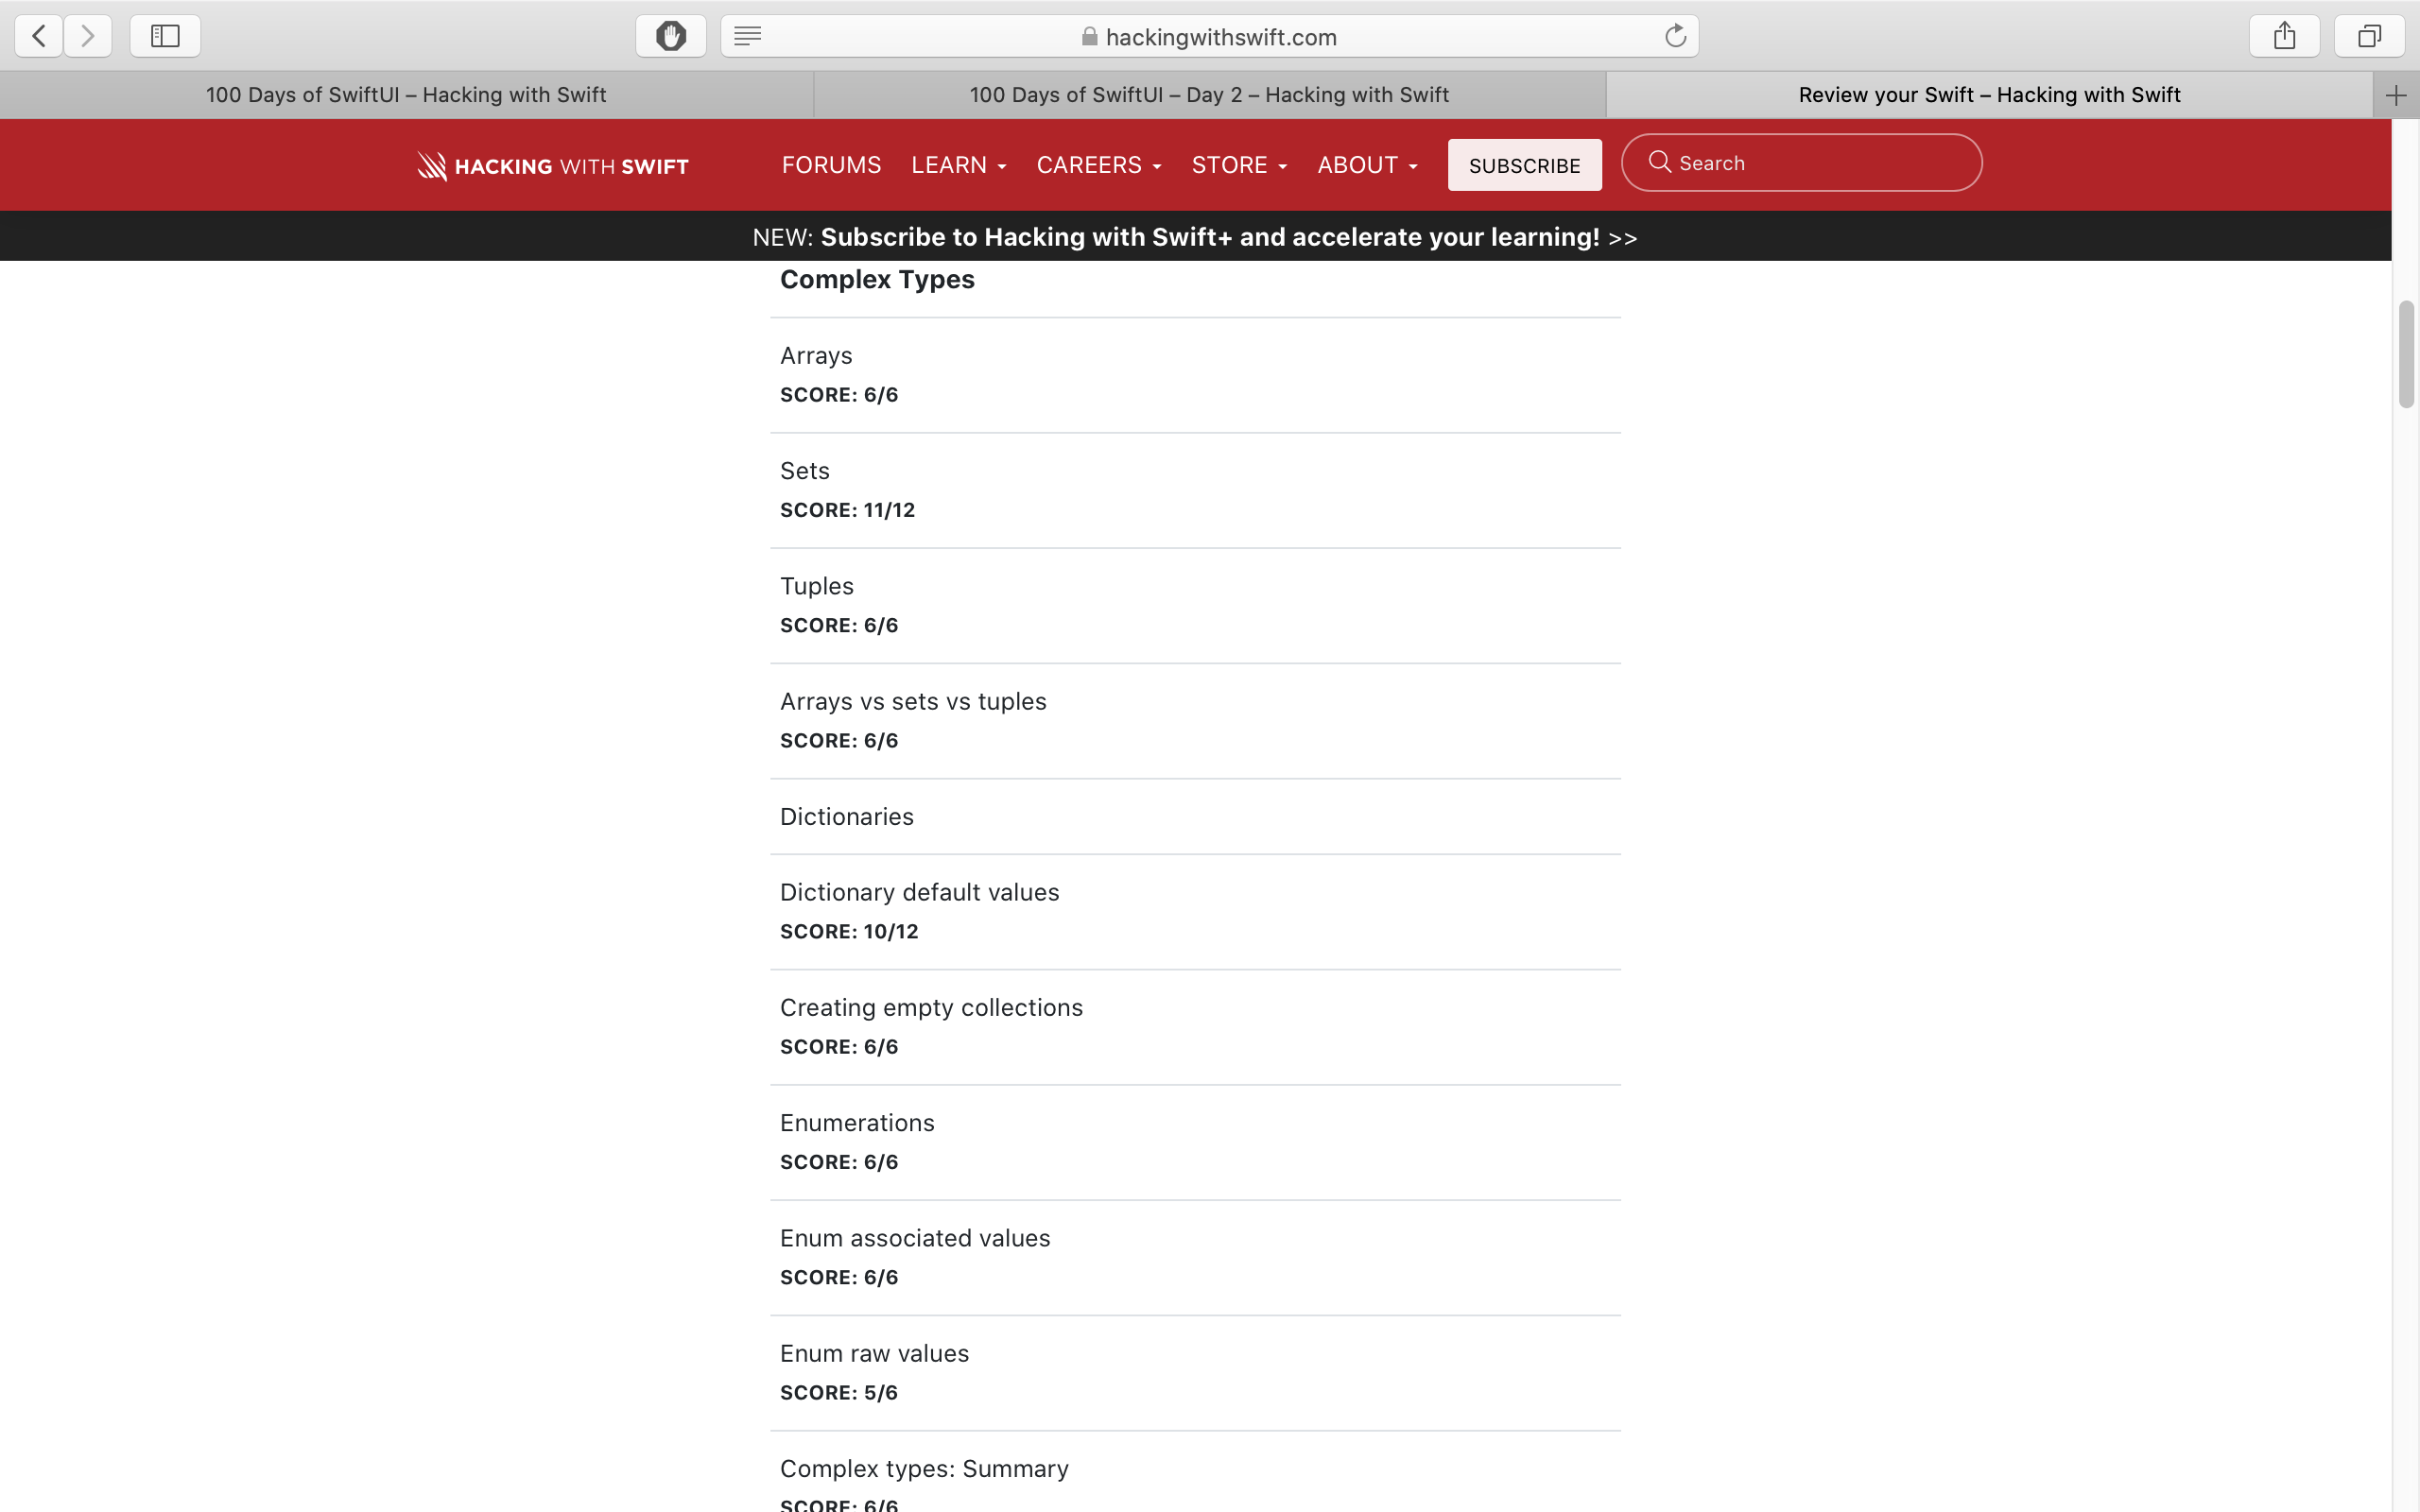 hackingwithswift.com
100 Days of SwiftUI – Hacking with Swift
100 Days of SwiftUI – Day 2 – Hacking with Swift
Review your Swift – Hacking with Swift
HACKING WITH SWIFT
FORUMS
LEARN
CAREERS
STORE
ABOUT
SUBSCRIBE
Search
NEW: Subscribe to Hacking with Swift+ and accelerate your learning! >>
Complex Types
Arrays
SCORE: 6/6
Sets
SCORE: 11/12
Tuples
SCORE: 6/6
Arrays vs sets vs tuples
SCORE: 6/6
Dictionaries
Dictionary default values
SCORE: 10/12
Creating empty collections
SCORE: 6/6
Enumerations
SCORE: 6/6
Enum associated values
SCORE: 6/6
Enum raw values
SCORE: 5/6
Complex types: Summary
SCORE: 6/6